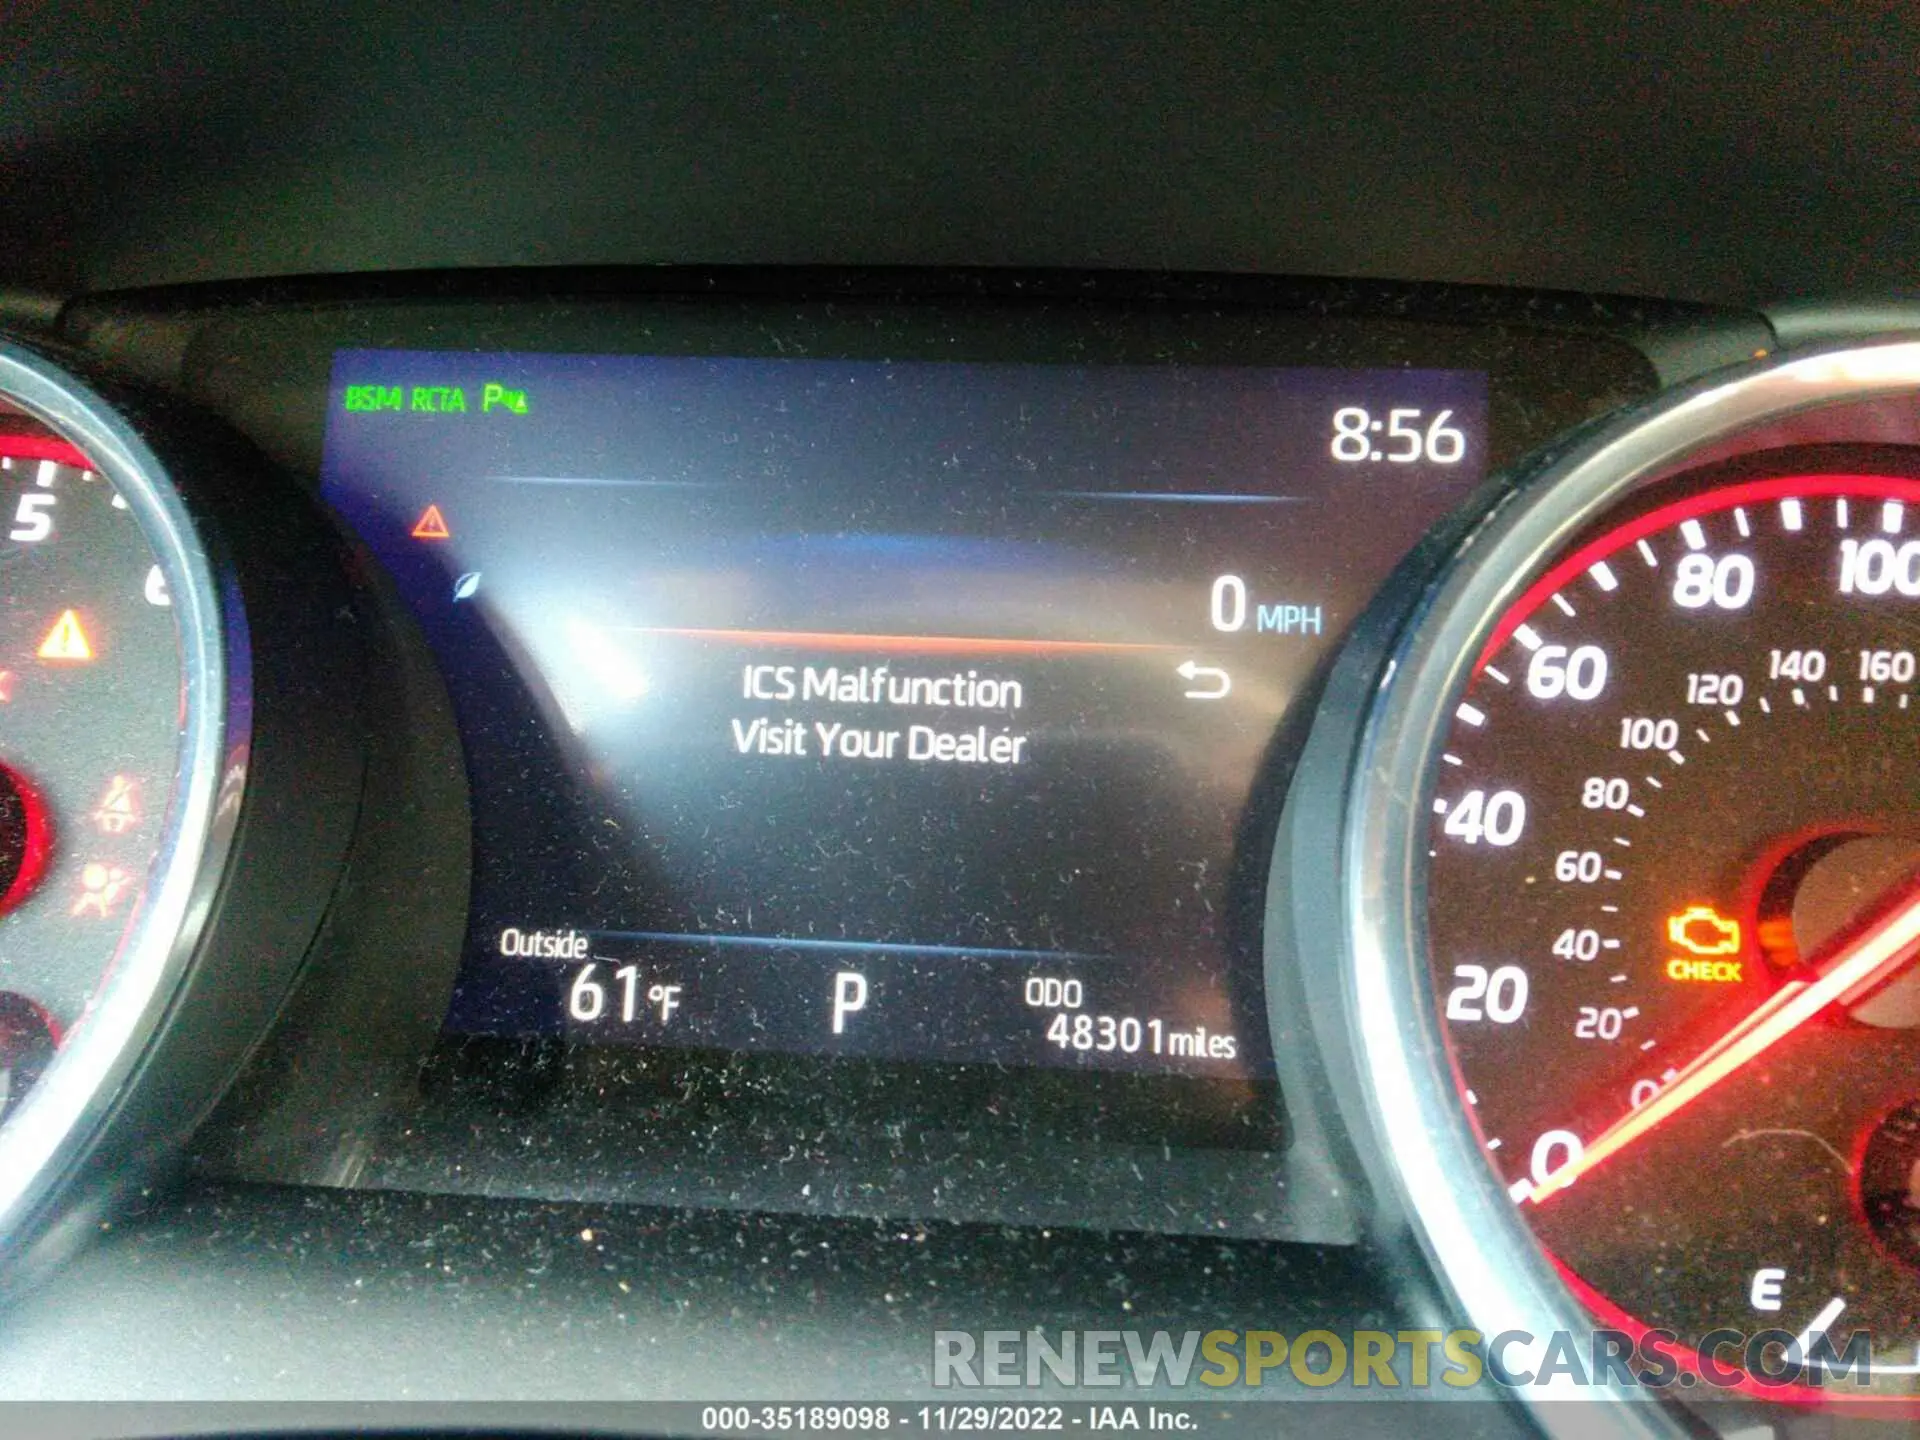 BSM RCTA P
8:56
0 MPH
ICS Malfunction
Visit Your Dealer
Outside
61°F
P
ODO
48301 miles
5
6
100
80
60
40
20
0
160
140
120
100
80
60
40
20
0
CHECK
E
RENEWSPORTSCARS.COM
000-35189098 - 11/29/2022 - IAA Inc.